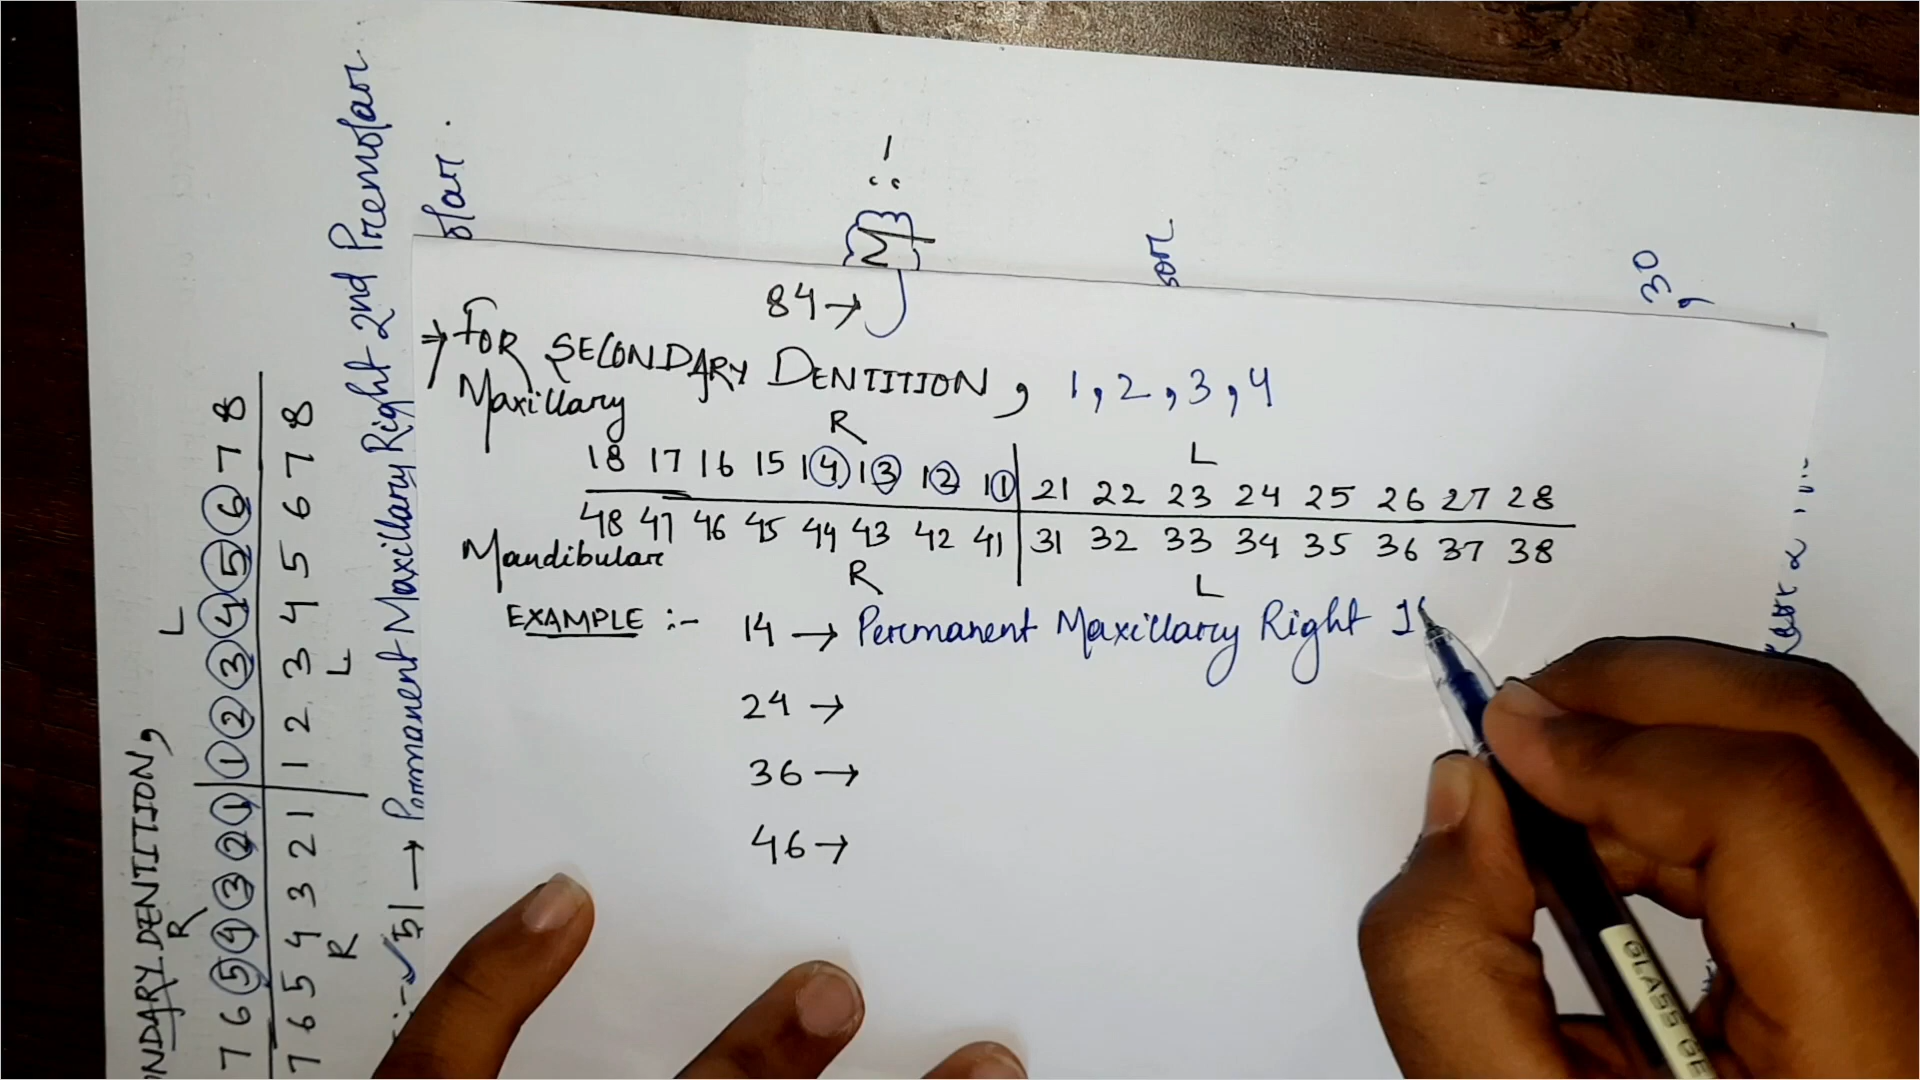 84 →
⇒ FOR SECONDARY DENTITION, 1, 2, 3, 4
Maxillary
R
L
18 17 16 15 14 13 12 11 | 21 22 23 24 25 26 27 28
48 47 46 45 44 43 42 41 | 31 32 33 34 35 36 37 38
Mandibular
R
L
EXAMPLE :- 14 → Permanent Maxillary Right 1
24 →
36 →
46 →
DENTITION,
R
L
7 6 5 4 3 2 1 | 1 2 3 4 5 6 7 8
7 6 5 4 3 2 1 | 1 2 3 4 5 6 7 8
R
L
5| → Permanent Maxillary Right 2nd Premolar
30,
GLASS GE